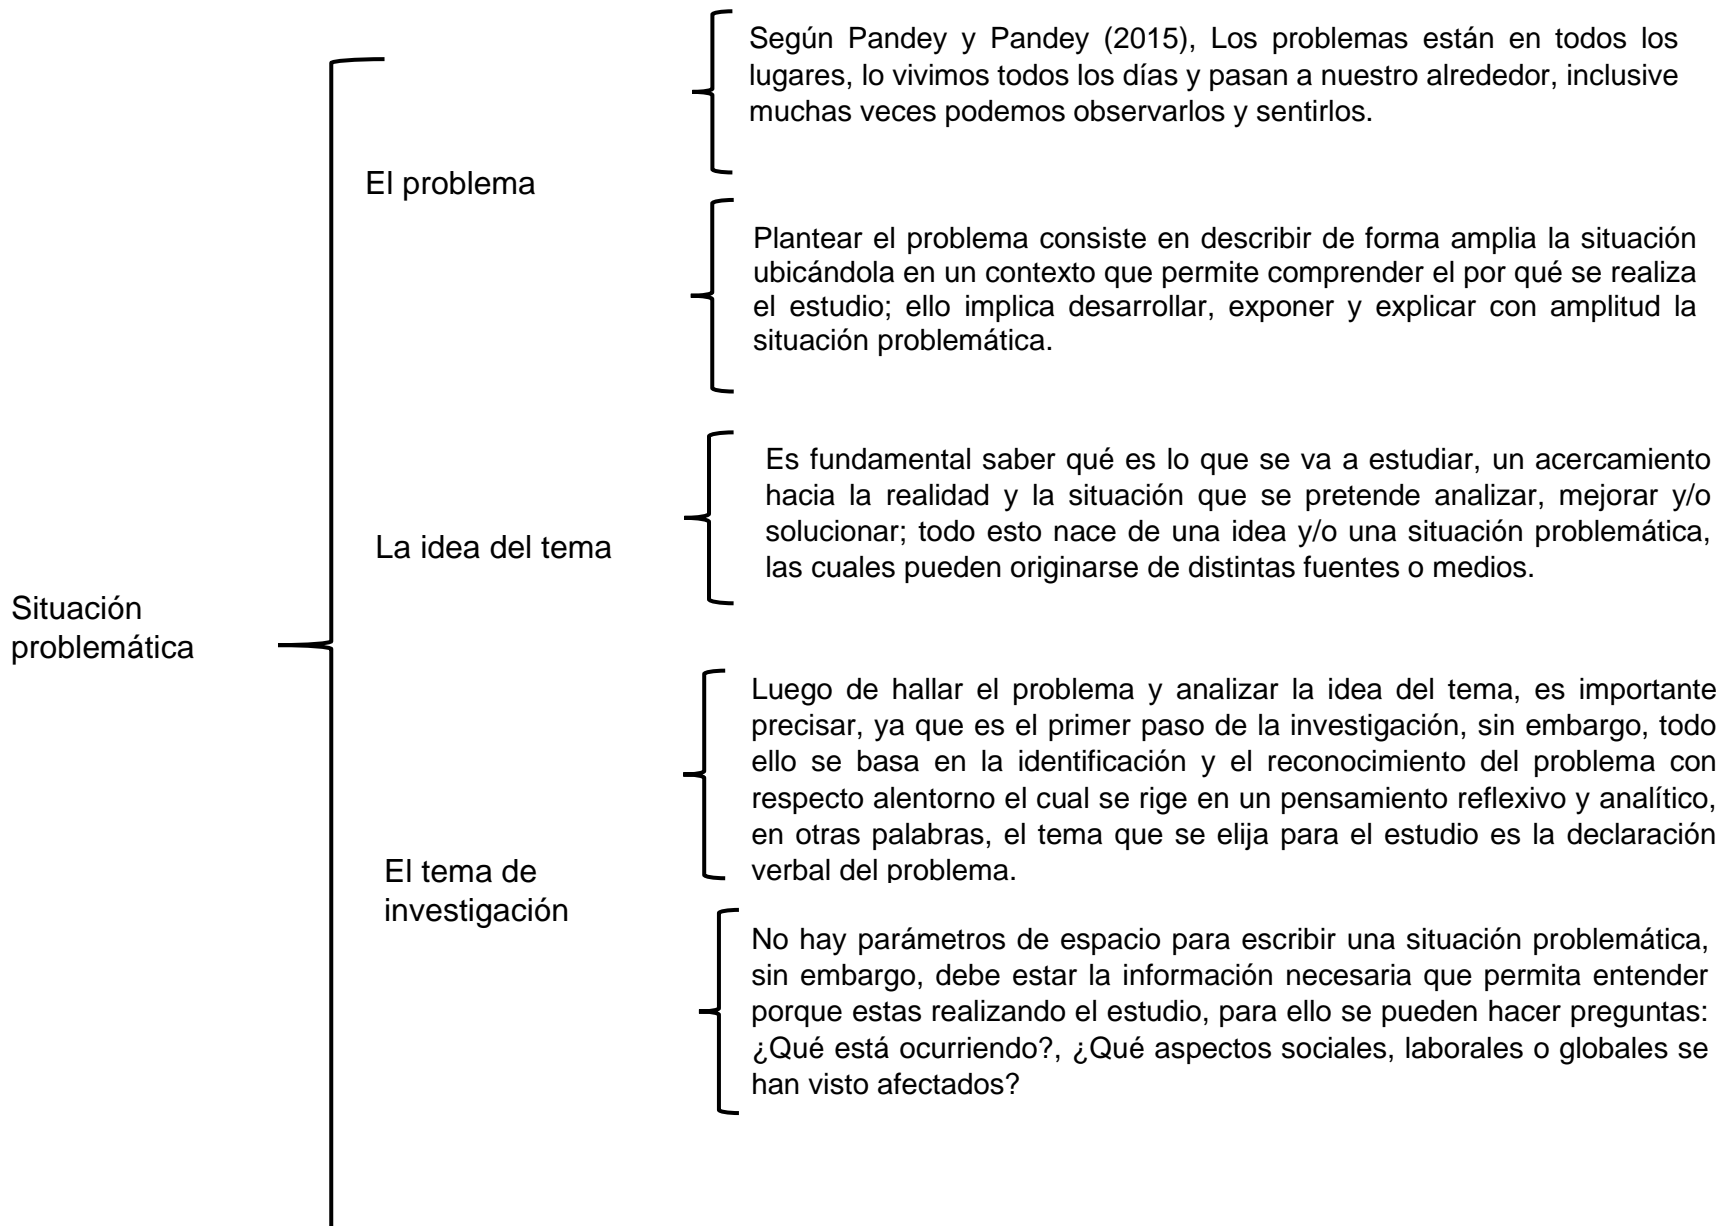 Según Pandey y Pandey (2015), Los problemas están en todos los
lugares, lo vivimos todos los días y pasan a nuestro alrededor, inclusive
muchas veces podemos observarlos y sentirlos.
El problema
Plantear el problema consiste en describir de forma amplia la situación
ubicándola en un contexto que permite comprender el por qué se realiza
el estudio; ello implica desarrollar, exponer y explicar con amplitud la
situación problemática.
Es fundamental saber qué es lo que se va a estudiar, un acercamiento
hacia la realidad y la situación que se pretende analizar, mejorar y/o
solucionar; todo esto nace de una idea y/o una situación problemática,
las cuales pueden originarse de distintas fuentes o medios.
La idea del tema
Situación
problemática
Luego de hallar el problema y analizar la idea del tema, es importante
precisar, ya que es el primer paso de la investigación, sin embargo, todo
ello se basa en la identificación y el reconocimiento del problema con
respecto alentorno el cual se rige en un pensamiento reflexivo y analítico,
en otras palabras, el tema que se elija para el estudio es la declaración
verbal del problema.
El tema de
investigación
No hay parámetros de espacio para escribir una situación problemática,
sin embargo, debe estar la información necesaria que permita entender
porque estas realizando el estudio, para ello se pueden hacer preguntas:
¿Qué está ocurriendo?, ¿Qué aspectos sociales, laborales o globales se
han visto afectados?